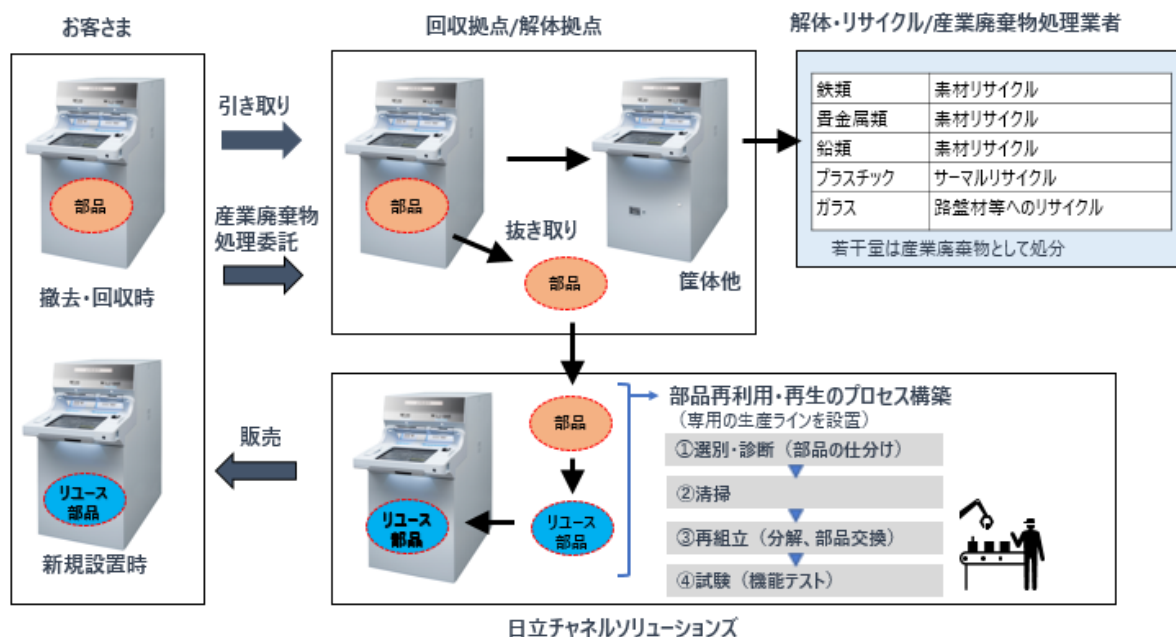 お客さま
回収拠点/解体拠点
解体・リサイクル/産業廃棄物処理業者
部品
撤去・回収時
引き取り
産業廃棄物
処理委託
部品
抜き取り
部品
筐体他
鉄類 素材リサイクル
貴金属類 素材リサイクル
鉛類 素材リサイクル
プラスチック サーマルリサイクル
ガラス 路盤材等へのリサイクル
若干量は産業廃棄物として処分
リユース
部品
新規設置時
販売
リユース
部品
部品
リユース
部品
部品再利用・再生のプロセス構築
(専用の生産ラインを設置)
①選別・診断(部品の仕分け)
②清掃
③再組立(分解、部品交換)
④試験(機能テスト)
日立チャネルソリューションズ